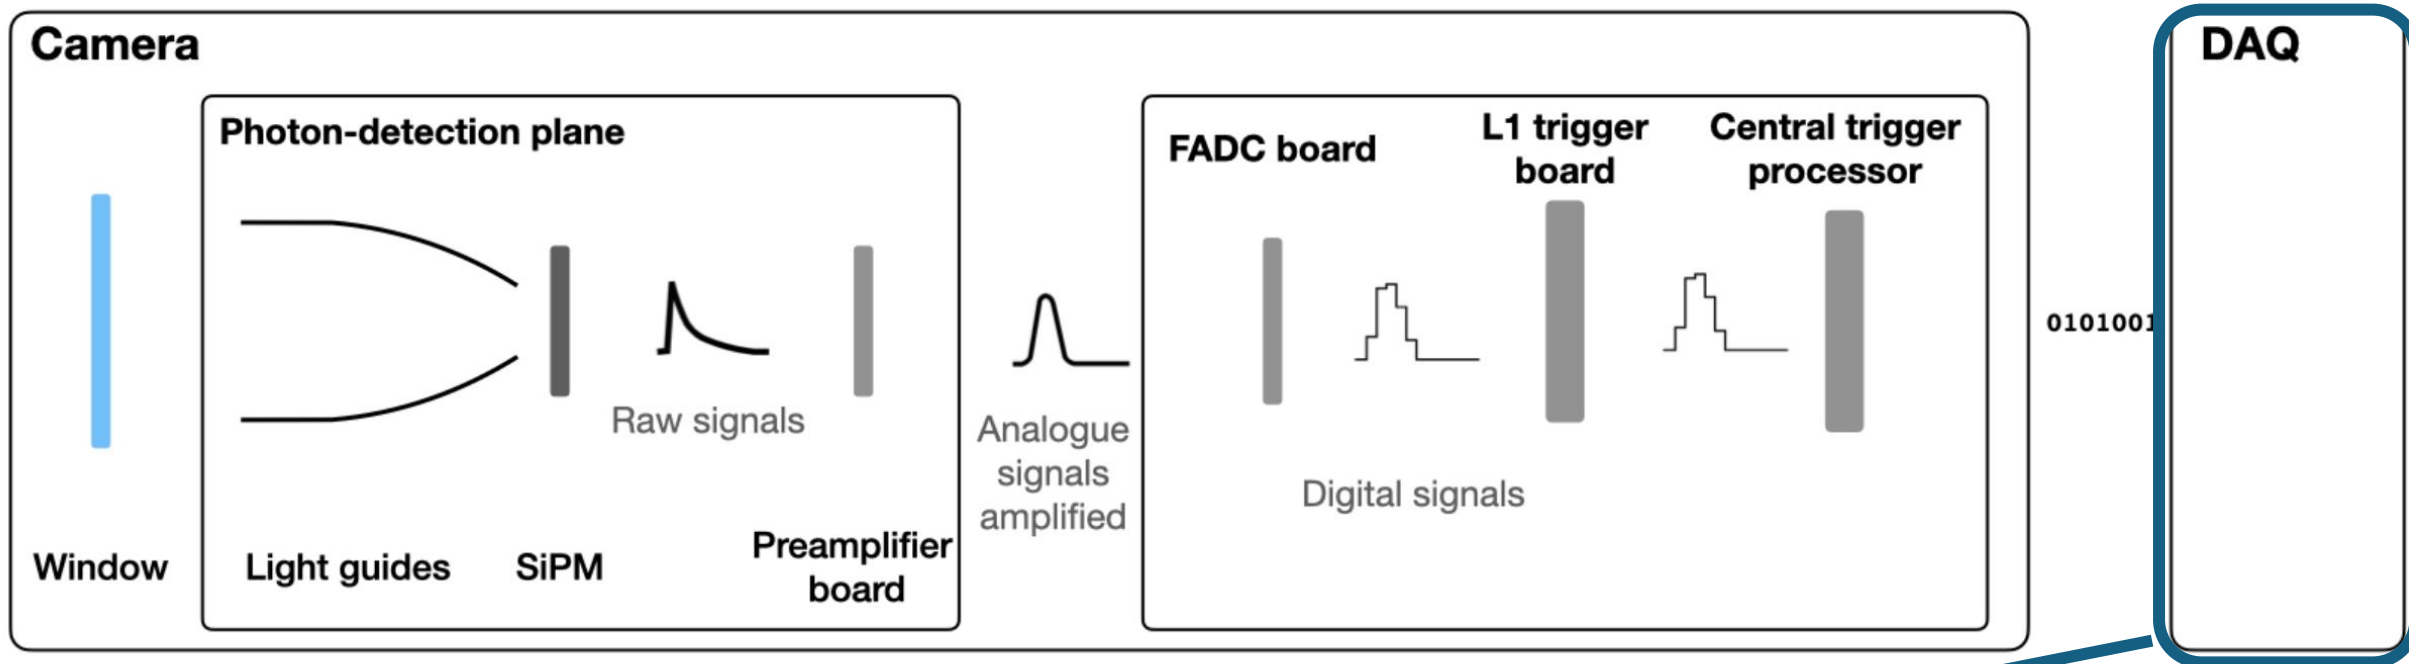 Camera
DAQ
Photon-detection plane
FADC board
L1 trigger
board
Central trigger
processor
0101001
Raw signals
Analogue
signals
amplified
Digital signals
Window
Light guides
SiPM
Preamplifier
board